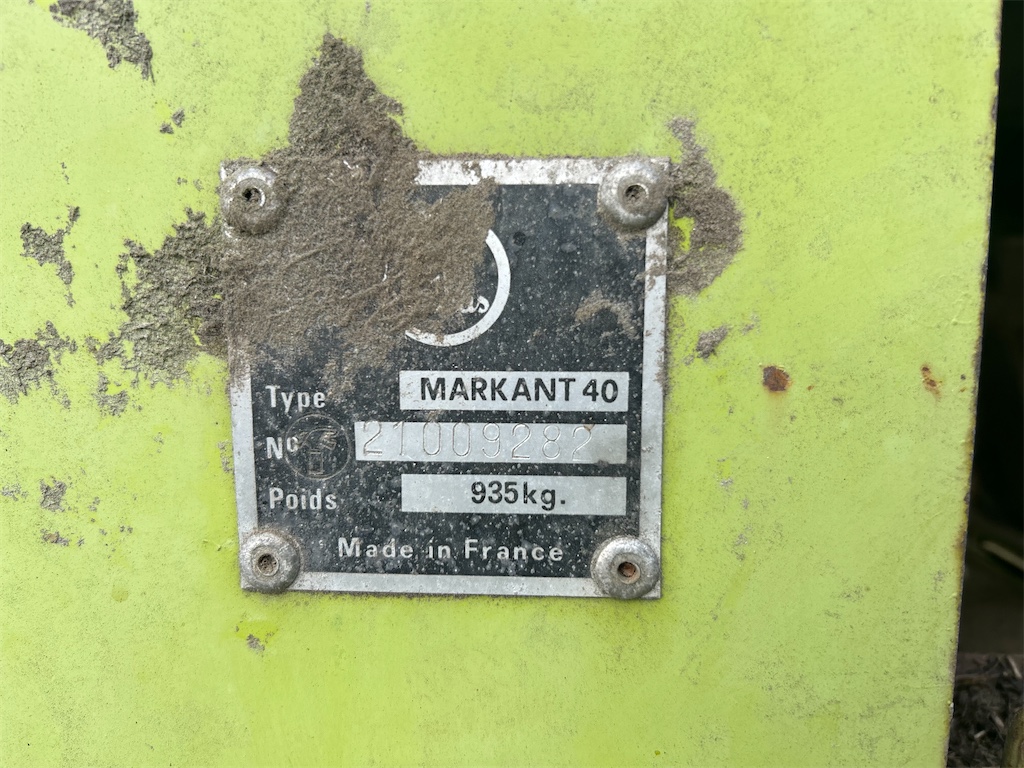 Type MARKANT 40
No 21009282
Poids 935kg.
Made in France